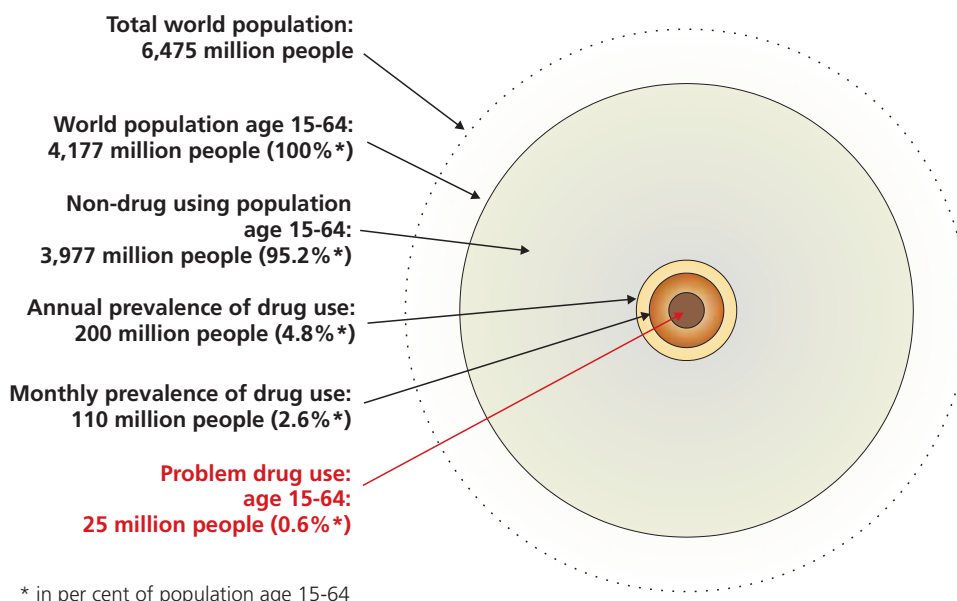 Total world population:
6,475 million people
World population age 15-64:
4,177 million people (100%*)
Non-drug using population
age 15-64:
3,977 million people (95.2%*)
Annual prevalence of drug use:
200 million people (4.8%*)
Monthly prevalence of drug use:
110 million people (2.6%*)
Problem drug use:
age 15-64:
25 million people (0.6%*)
* in per cent of population age 15-64